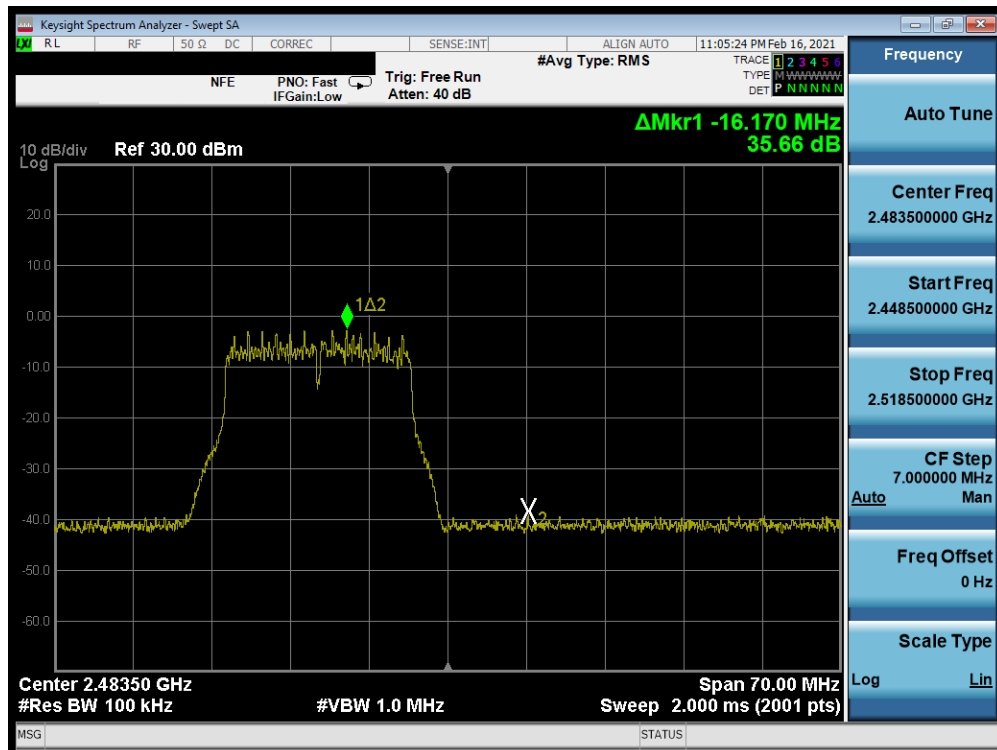 Keysight Spectrum Analyzer - Swept SA
LXI RL RF 50 Ω DC CORREC SENSE:INT ALIGN AUTO 11:05:24 PM Feb 16, 2021
NFE PNO: Fast Trig: Free Run #Avg Type: RMS TRACE 1 2 3 4 5 6
IFGain:Low Atten: 40 dB TYPE M WWWWW
DET P N N N N N
ΔMkr1 -16.170 MHz
35.66 dB
10 dB/div Ref 30.00 dBm
Log
20.0
10.0
0.00
-10.0
-20.0
-30.0
-40.0
-50.0
-60.0
1Δ2
X2
Center 2.48350 GHz Span 70.00 MHz
#Res BW 100 kHz #VBW 1.0 MHz Sweep 2.000 ms (2001 pts)
MSG STATUS
Frequency
Auto Tune
Center Freq
2.483500000 GHz
Start Freq
2.448500000 GHz
Stop Freq
2.518500000 GHz
CF Step
7.000000 MHz
Auto Man
Freq Offset
0 Hz
Scale Type
Log Lin